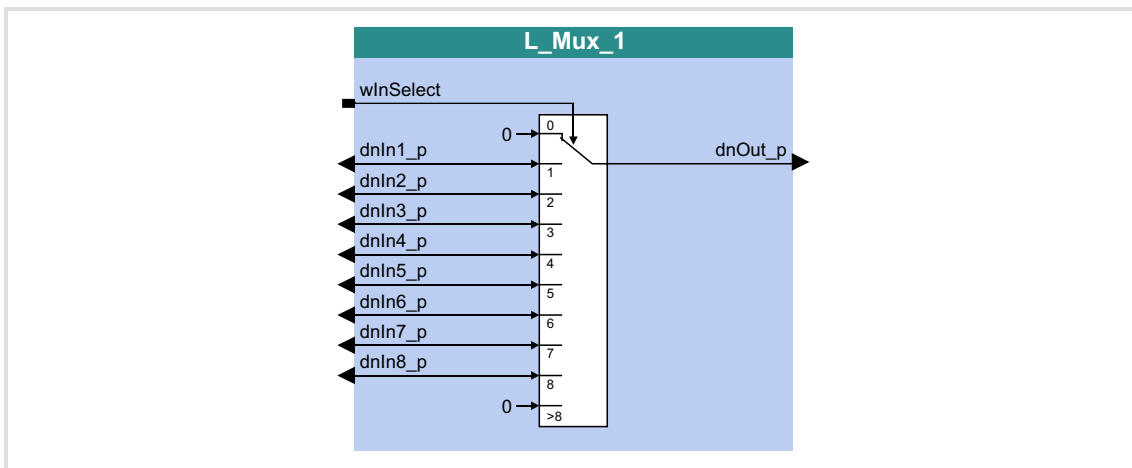 L_Mux_1
wInSelect
0
0
dnIn1_p
dnOut_p
1
dnIn2_p
2
dnIn3_p
3
dnIn4_p
4
dnIn5_p
5
dnIn6_p
6
dnIn7_p
7
dnIn8_p
8
0
>8